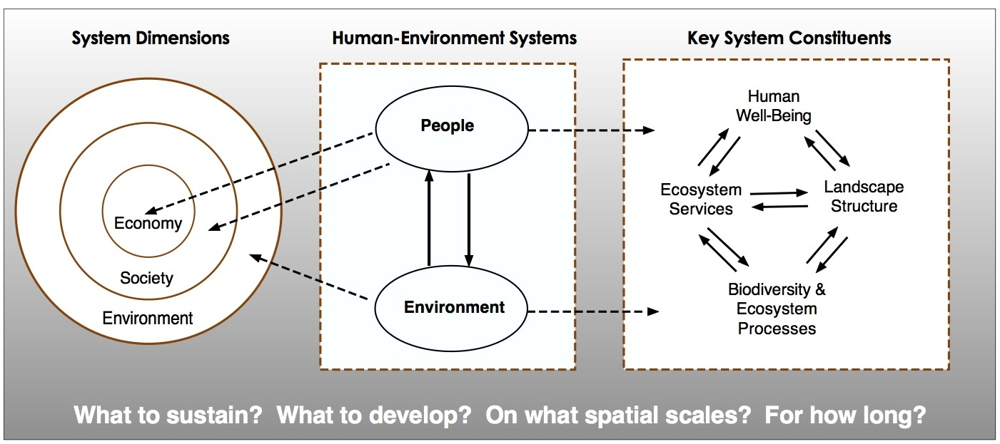 System Dimensions
Human-Environment Systems
Key System Constituents
Economy
Society
Environment
People
Environment
Human
Well-Being
Ecosystem
Services
Landscape
Structure
Biodiversity &
Ecosystem
Processes
What to sustain?  What to develop?  On what spatial scales?  For how long?